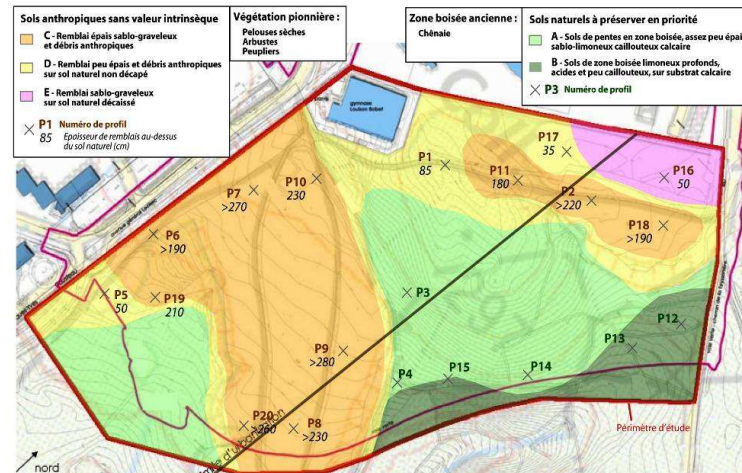 Sols anthropiques sans valeur intrinsèque
C - Remblai épais sablo-graveleux
et débris anthropiques
D - Remblai peu épais et débris anthropiques
sur sol naturel non décapé
E - Remblai sablo-graveleux
sur sol naturel décaissé
P1 Numéro de profil
85 Epaisseur de remblais au-dessus
du sol naturel (cm)
Végétation pionnière :
Pelouses sèches
Arbustes
Peupliers
Zone boisée ancienne :
Chênaie
Sols naturels à préserver en priorité
A - Sols de pentes en zone boisée, assez peu épais
sablo-limoneux caillouteux calcaire
B - Sols de zone boisée limoneux profonds,
acides et peu caillouteux, sur substrat calcaire
P3 Numéro de profil
gymnase
P17
35
P1
85
P11
180
P16
50
P10
230
P7
>270
P2
>220
P18
>190
avenue général Leclerc
P6
>190
P5
50
P19
210
P3
P12
P13
P9
>280
P4
P15
P14
P20
>260
P8
>230
Périmètre d'étude
nord